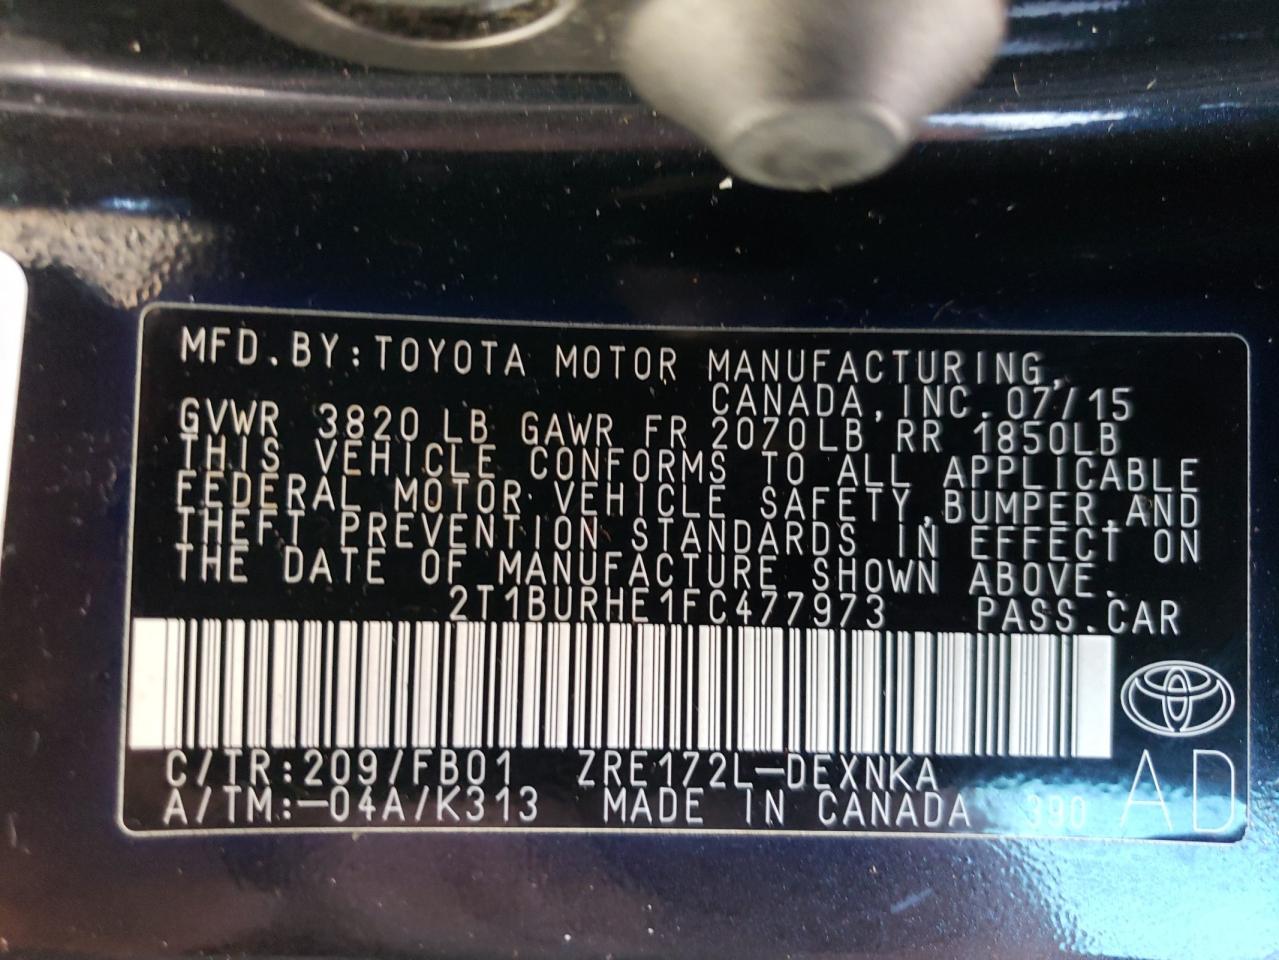 MFD.BY:TOYOTA MOTOR MANUFACTURING,
CANADA,INC.07/15
GVWR 3820 LB GAWR FR 2070LB RR 1850LB
THIS VEHICLE CONFORMS TO ALL APPLICABLE
FEDERAL MOTOR VEHICLE SAFETY,BUMPER,AND
THEFT PREVENTION STANDARDS IN EFFECT ON
THE DATE OF MANUFACTURE SHOWN ABOVE.
2T1BURHE1FC477973 PASS.CAR
C/TR:209/FB01 ZRE172L-DEXNKA
A/TM:-04A/K313 MADE IN CANADA 390 AD